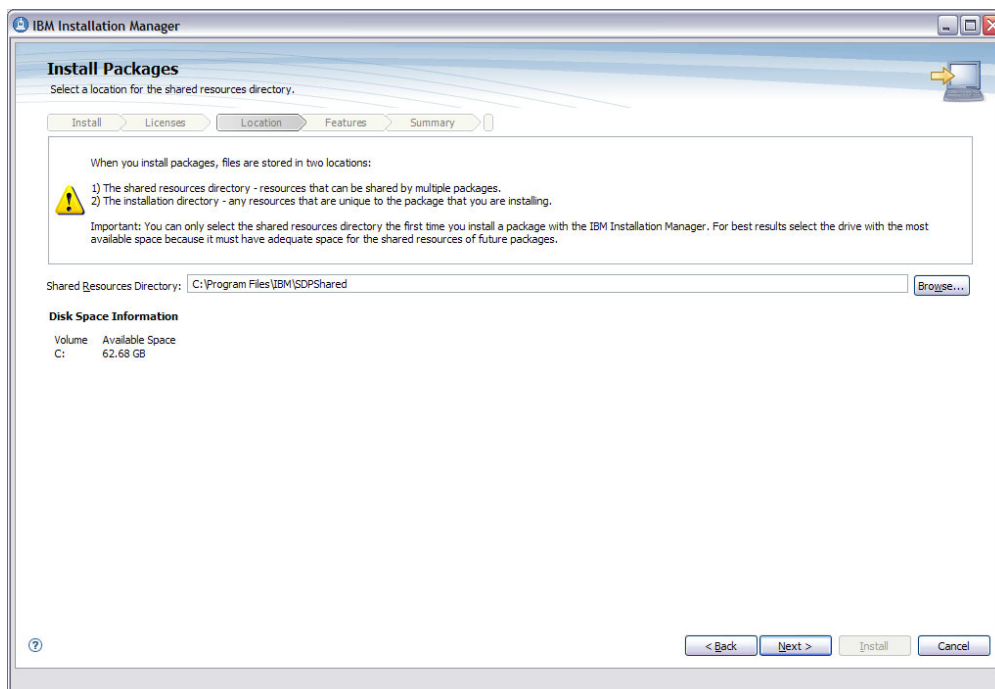 IBM Installation Manager
Install Packages
Select a location for the shared resources directory.
Install Licenses Location Features Summary
When you install packages, files are stored in two locations:
1) The shared resources directory - resources that can be shared by multiple packages.
2) The installation directory - any resources that are unique to the package that you are installing.
Important: You can only select the shared resources directory the first time you install a package with the IBM Installation Manager. For best results select the drive with the most
available space because it must have adequate space for the shared resources of future packages.
Shared Resources Directory: C:\Program Files\IBM\SDPShared Browse...
Disk Space Information
Volume Available Space
C: 62.68 GB
? < Back Next > Install Cancel